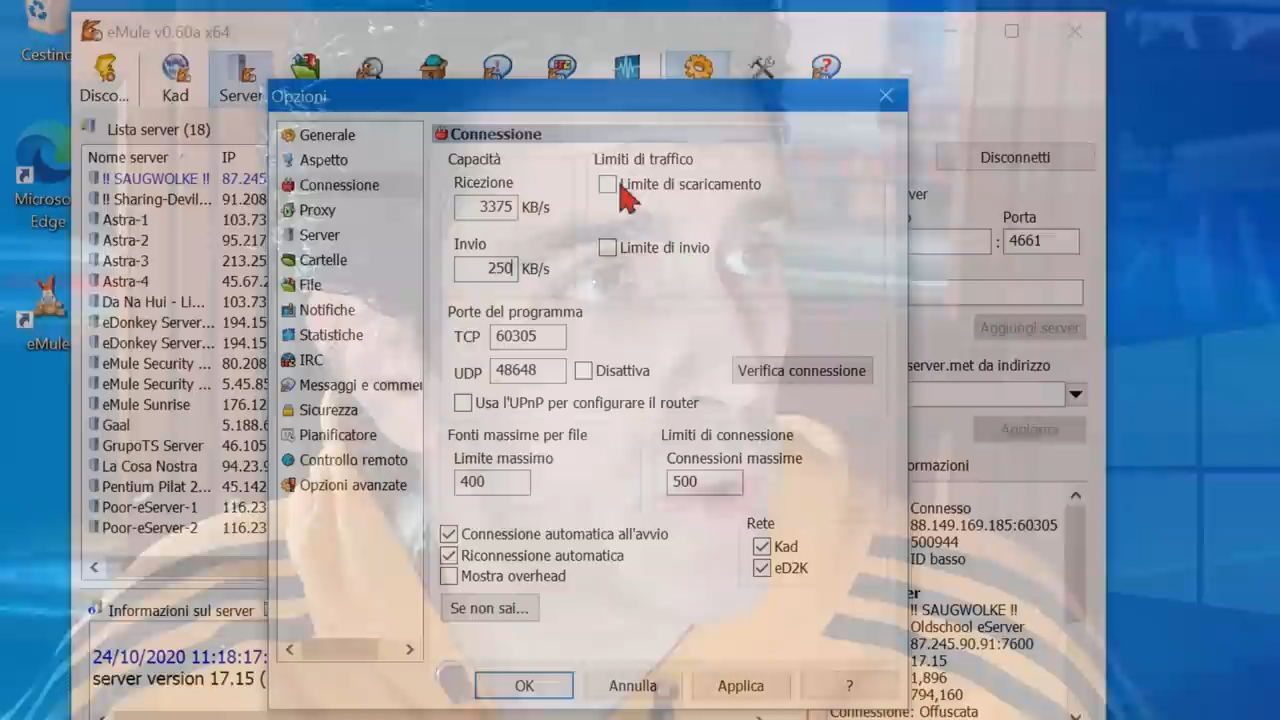 Cestino
Microso
Edge
eMule
eMule v0.60a x64
Disco...
Kad
Server
Lista server (18)
Nome server IP
!! SAUGWOLKE !! 87.245
!! Sharing-Devil... 91.208
Astra-1 103.73
Astra-2 95.217
Astra-3 213.25
Astra-4 45.67.2
Da Na Hui - Li... 103.73
eDonkey Server... 194.15
eDonkey Server... 194.15
eMule Security ... 80.208
eMule Security ... 5.45.85
eMule Sunrise 176.12
Gaal 5.188.6
GrupoTS Server 46.105
La Cosa Nostra 94.23.9
Pentium Pilat 2... 45.142
Poor-eServer-1 116.23
Poor-eServer-2 116.23
Informazioni sul server
24/10/2020 11:18:17:
server version 17.15 (
Opzioni
Generale
Aspetto
Connessione
Proxy
Server
Cartelle
File
Notifiche
Statistiche
IRC
Messaggi e commer
Sicurezza
Pianificatore
Controllo remoto
Opzioni avanzate
Connessione
Capacità
Ricezione
3375 KB/s
Invio
250 KB/s
Limiti di traffico
Limite di scaricamento
Limite di invio
Porte del programma
TCP 60305
UDP 48648 Disattiva
Verifica connessione
Usa l'UPnP per configurare il router
Fonti massime per file
Limite massimo
400
Limiti di connessione
Connessioni massime
500
Connessione automatica all'avvio
Riconnessione automatica
Mostra overhead
Rete
Kad
eD2K
Se non sai...
OK
Annulla
Applica
?
Disconnetti
ver
Porta
: 4661
Aggiungi server
server.met da indirizzo
Aggiorna
ormazioni
Connesso
88.149.169.185:60305
500944
ID basso
er
!! SAUGWOLKE !!
Oldschool eServer
87.245.90.91:7600
17.15
1,896
794,160
Connessione: Offuscata